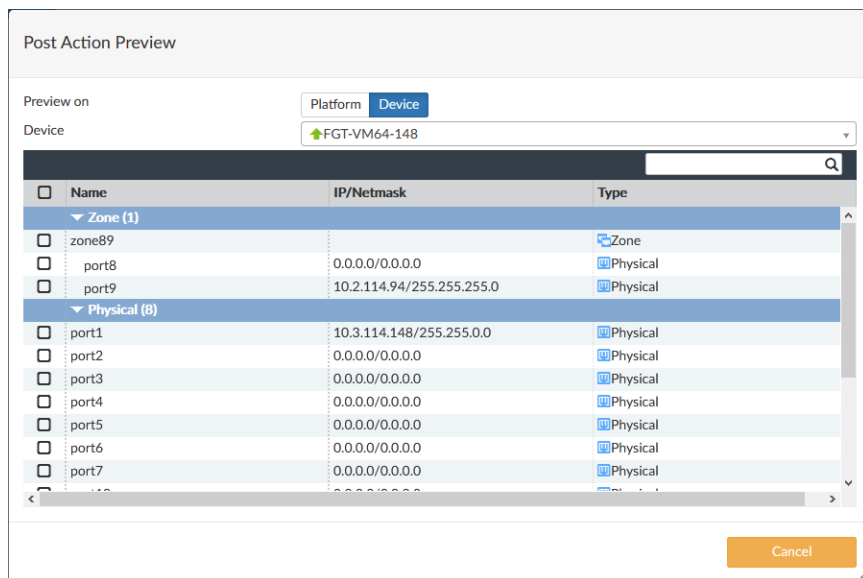 Post Action Preview
Preview on Platform Device
Device FGT-VM64-148
Name IP/Netmask Type
Zone (1)
zone89 Zone
port8 0.0.0.0/0.0.0.0 Physical
port9 10.2.114.94/255.255.255.0 Physical
Physical (8)
port1 10.3.114.148/255.255.0.0 Physical
port2 0.0.0.0/0.0.0.0 Physical
port3 0.0.0.0/0.0.0.0 Physical
port4 0.0.0.0/0.0.0.0 Physical
port5 0.0.0.0/0.0.0.0 Physical
port6 0.0.0.0/0.0.0.0 Physical
port7 0.0.0.0/0.0.0.0 Physical
Cancel